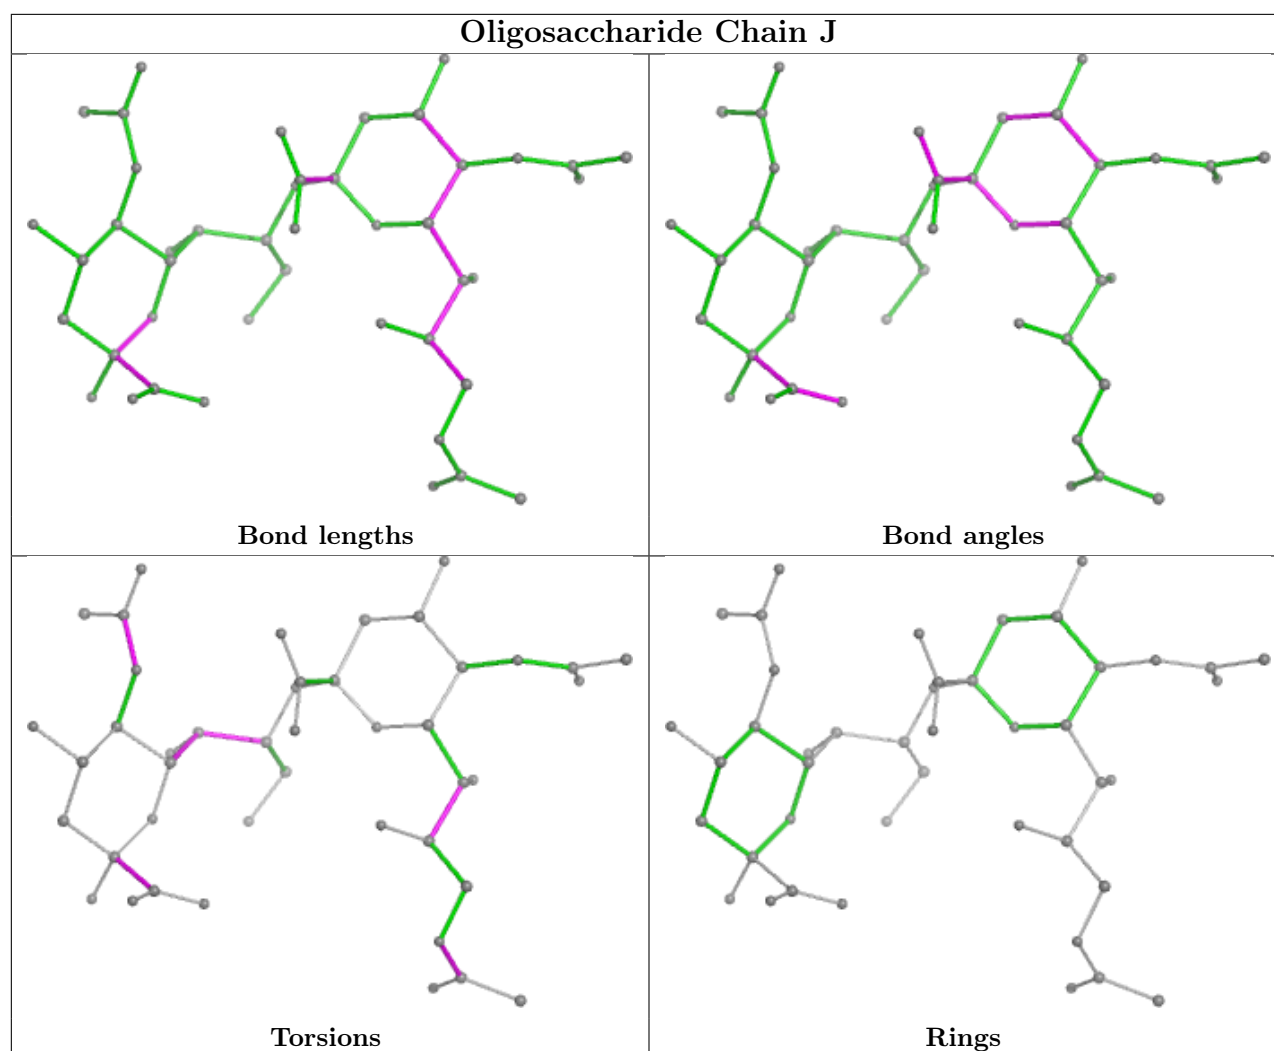 Oligosaccharide Chain J
Bond lengths
Bond angles
Torsions
Rings